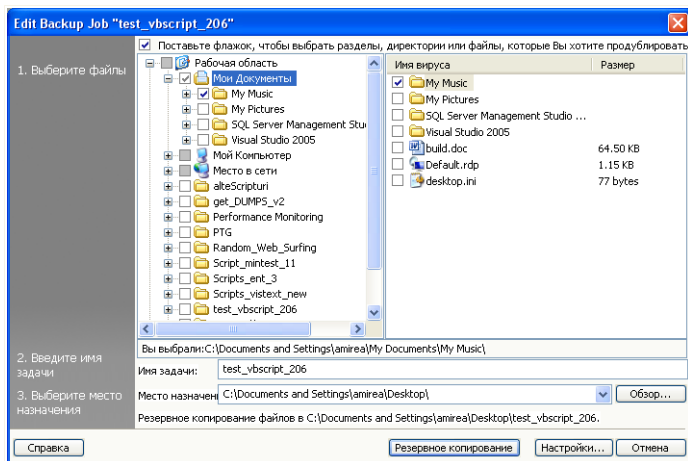 Edit Backup Job "test_vbscript_206"
Поставьте флажок, чтобы выбрать разделы, директории или файлы, которые Вы хотите продублировать
1. Выберите файлы
Рабочая область
Мои Документы
My Music
My Pictures
SQL Server Management Stu
Visual Studio 2005
Мой Компьютер
Место в сети
alteScripturi
get_DUMPS_v2
Performance Monitoring
PTG
Random_Web_Surfing
Script_mintest_11
Scripts_ent_3
Scripts_vistext_new
test_vbscript_206
Имя вируса Размер
My Music
My Pictures
SQL Server Management Studio ...
Visual Studio 2005
build.doc 64.50 KB
Default.rdp 1.15 KB
desktop.ini 77 bytes
Вы выбрали:C:\Documents and Settings\amirea\My Documents\My Music\
2. Введите имя
задачи
Имя задачи: test_vbscript_206
3. Выберите место
назначения
Место назначен C:\Documents and Settings\amirea\Desktop\ Обзор...
Резервное копирование файлов в C:\Documents and Settings\amirea\Desktop\test_vbscript_206.
Справка Резервное копирование Настройки... Отмена